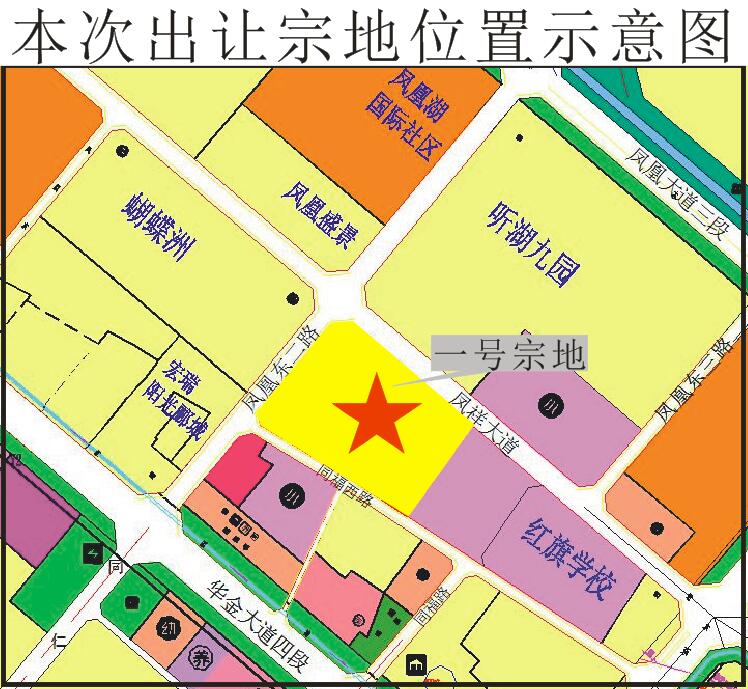 本次出让宗地位置示意图
凤凰湖
国际社区
凤凰大道三段
蝴蝶洲
凤凰盛景
听湖九园
一号宗地
凤凰东二路
凤凰东二路
宏瑞
阳光郦城
凤祥大道
同福西路
红旗学校
华金大道四段
同福路
同
仁
幼
养